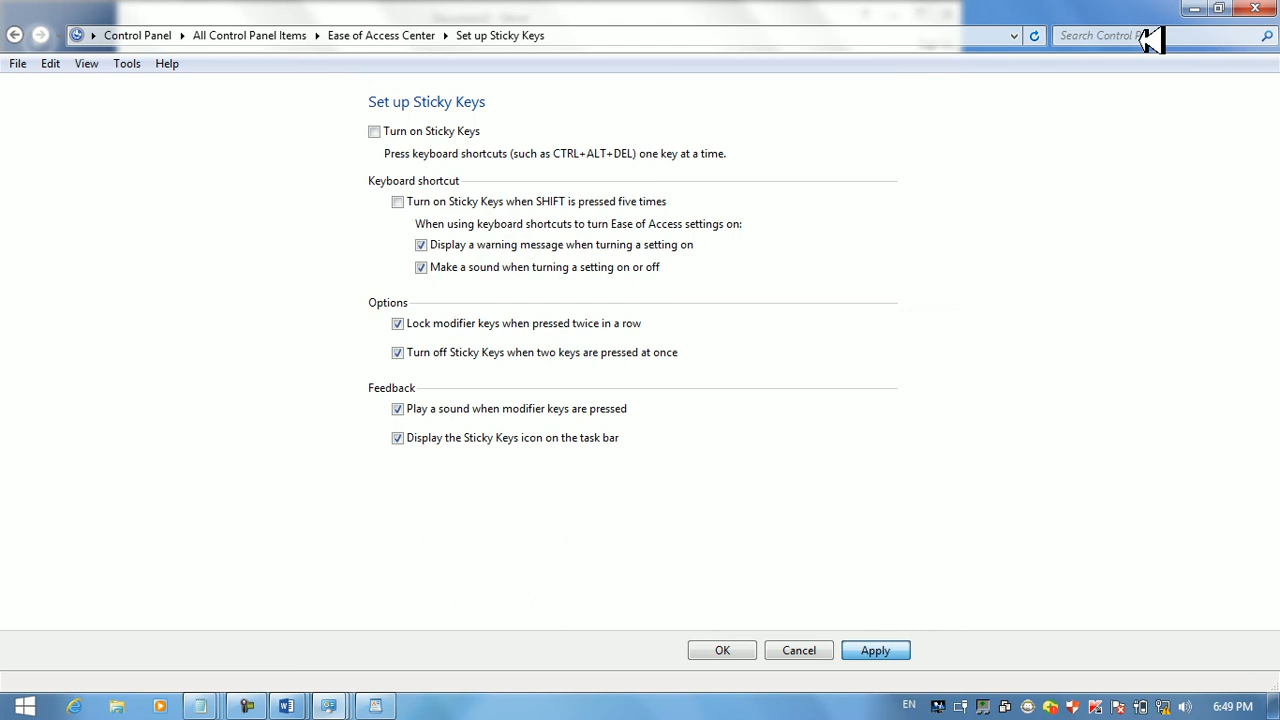 Control Panel All Control Panel Items Ease of Access Center Set up Sticky Keys Search Control
File Edit View Tools Help
Set up Sticky Keys
Turn on Sticky Keys
Press keyboard shortcuts (such as CTRL+ALT+DEL) one key at a time.
Keyboard shortcut
Turn on Sticky Keys when SHIFT is pressed five times
When using keyboard shortcuts to turn Ease of Access settings on:
Display a warning message when turning a setting on
Make a sound when turning a setting on or off
Options
Lock modifier keys when pressed twice in a row
Turn off Sticky Keys when two keys are pressed at once
Feedback
Play a sound when modifier keys are pressed
Display the Sticky Keys icon on the task bar
OK Cancel Apply
EN 6:49 PM